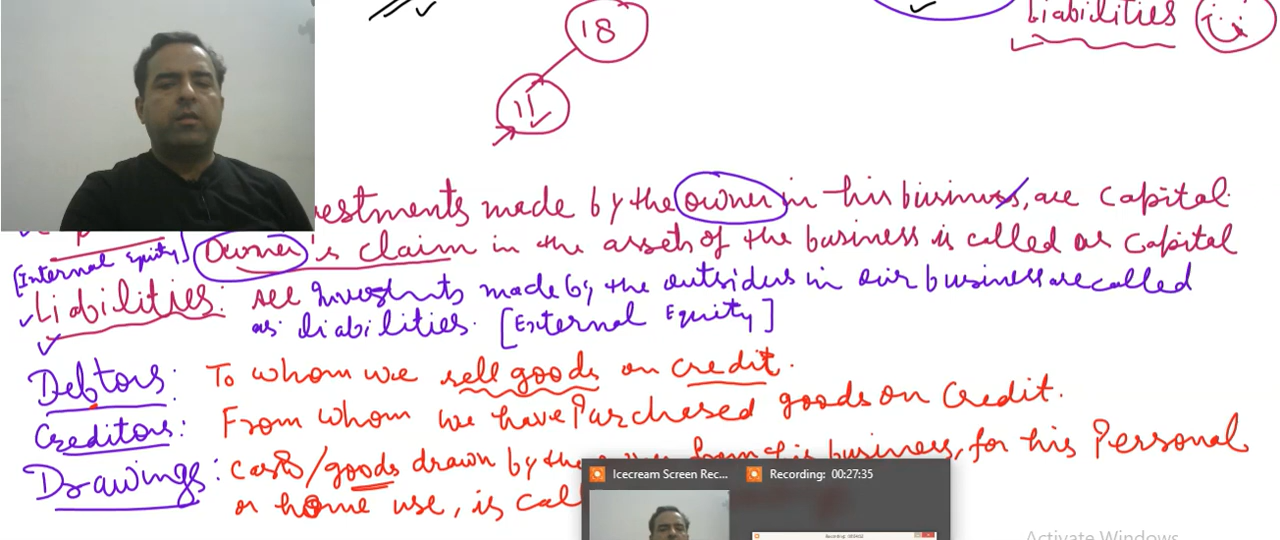 liabilities
18
11
vestments made by the owner in his business, are Capital.
[Internal Equity] Owner's claim in the assets of the business is called as Capital
Liabilities: All Investments made by the outsiders in our business are called
as liabilities. [External Equity]
Debtors: To whom we sell goods on credit.
Creditors: From whom we have Purchased goods on Credit.
Drawings: Cash/goods drawn by the from his business, for his Personal
or home use, is call
Icecream Screen Rec... Recording: 00:27:35
Activate Windows